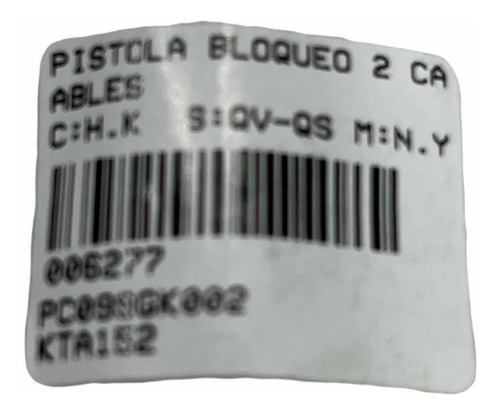 PISTOLA BLOQUEO 2 CA
ABLES
C:H.K S:QV-QS M:N.Y
006277
PC099GK002
KTA152